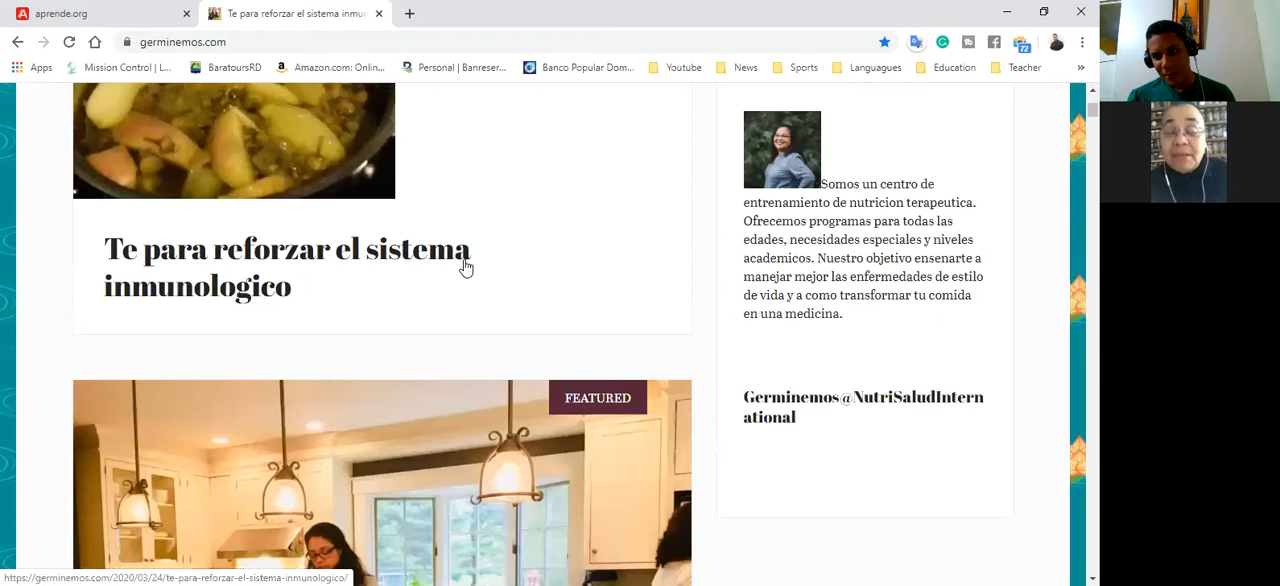 aprende.org
Te para reforzar el sistema inmu
germinemos.com
72
Apps
Mission Control | L...
BaratoursRD
Amazon.com: Onlin...
Personal | Banreser...
Banco Popular Dom...
Youtube
News
Sports
Languagues
Education
Teacher
»
Te para reforzar el sistema
inmunologico
FEATURED
Somos un centro de
entrenamiento de nutricion terapeutica.
Ofrecemos programas para todas las
edades, necesidades especiales y niveles
academicos. Nuestro objetivo ensenarte a
manejar mejor las enfermedades de estilo
de vida y a como transformar tu comida
en una medicina.
Germinemos@NutriSaludIntern
ational
https://germinemos.com/2020/03/24/te-para-reforzar-el-sistema-inmunologico/